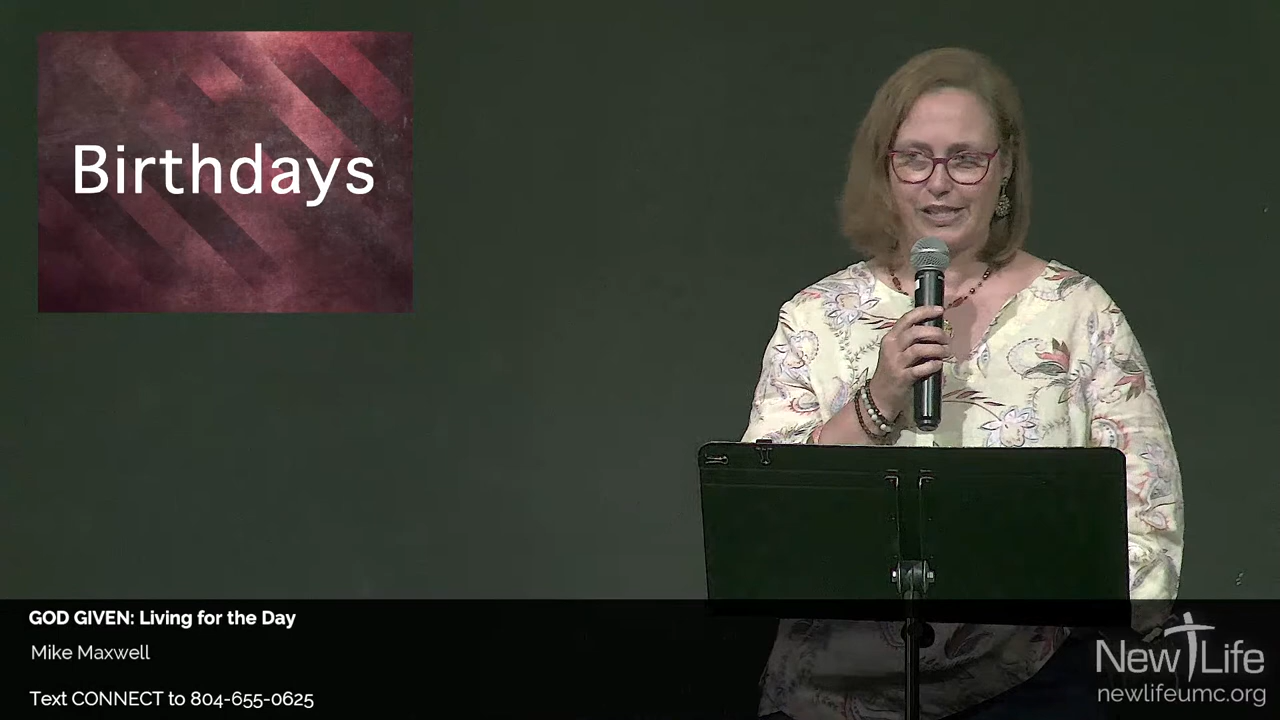 Birthdays
GOD GIVEN: Living for the Day
Mike Maxwell
Text CONNECT to 804-655-0625
New Life
newlifeumc.org